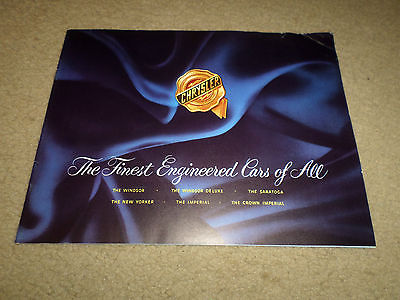 CHRYSLER
The Finest Engineered Cars of All
THE WINDSOR · THE WINDSOR DELUXE · THE SARATOGA
THE NEW YORKER · THE IMPERIAL · THE CROWN IMPERIAL